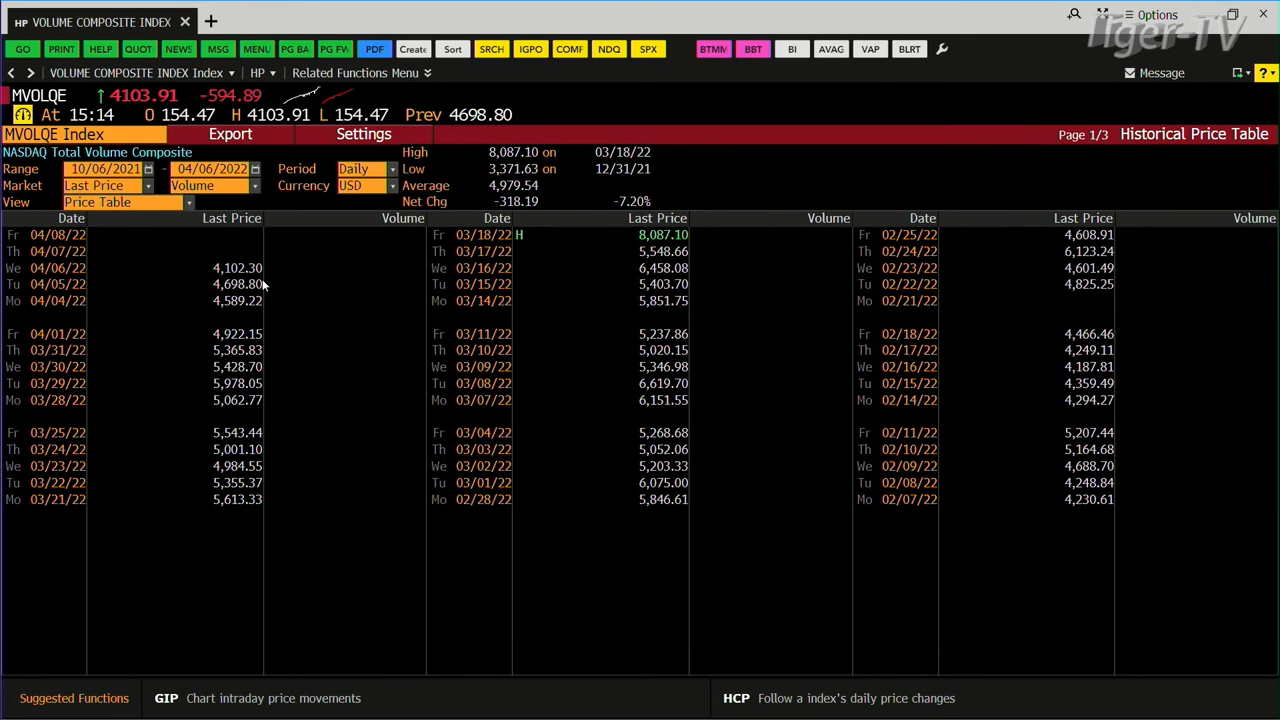 HP VOLUME COMPOSITE INDEX × +
Options
Tiger-TV
GO PRINT HELP QUOT NEWS MSG MENU PG BA PG FW PDF Create Sort SRCH IGPO COMF NDQ SPX BTMM BBT BI AVAG VAP BLRT
< > VOLUME COMPOSITE INDEX Index HP Related Functions Menu Message ?
MVOLQE ↑ 4103.91 -594.89
At 15:14 O 154.47 H 4103.91 L 154.47 Prev 4698.80
MVOLQE Index Export Settings Page 1/3 Historical Price Table
NASDAQ Total Volume Composite High 8,087.10 on 03/18/22
Range 10/06/2021 - 04/06/2022 Period Daily Low 3,371.63 on 12/31/21
Market Last Price Volume Currency USD Average 4,979.54
View Price Table Net Chg -318.19 -7.20%
Date Last Price Volume Date Last Price Volume Date Last Price Volume
Fr 04/08/22 Fr 03/18/22 H 8,087.10 Fr 02/25/22 4,608.91
Th 04/07/22 Th 03/17/22 5,548.66 Th 02/24/22 6,123.24
We 04/06/22 4,102.30 We 03/16/22 6,458.08 We 02/23/22 4,601.49
Tu 04/05/22 4,698.80 Tu 03/15/22 5,403.70 Tu 02/22/22 4,825.25
Mo 04/04/22 4,589.22 Mo 03/14/22 5,851.75 Mo 02/21/22
Fr 04/01/22 4,922.15 Fr 03/11/22 5,237.86 Fr 02/18/22 4,466.46
Th 03/31/22 5,365.83 Th 03/10/22 5,020.15 Th 02/17/22 4,249.11
We 03/30/22 5,428.70 We 03/09/22 5,346.98 We 02/16/22 4,187.81
Tu 03/29/22 5,978.05 Tu 03/08/22 6,619.70 Tu 02/15/22 4,359.49
Mo 03/28/22 5,062.77 Mo 03/07/22 6,151.55 Mo 02/14/22 4,294.27
Fr 03/25/22 5,543.44 Fr 03/04/22 5,268.68 Fr 02/11/22 5,207.44
Th 03/24/22 5,001.10 Th 03/03/22 5,052.06 Th 02/10/22 5,164.68
We 03/23/22 4,984.55 We 03/02/22 5,203.33 We 02/09/22 4,688.70
Tu 03/22/22 5,355.37 Tu 03/01/22 6,075.00 Tu 02/08/22 4,248.84
Mo 03/21/22 5,613.33 Mo 02/28/22 5,846.61 Mo 02/07/22 4,230.61
Suggested Functions GIP Chart intraday price movements HCP Follow a index's daily price changes